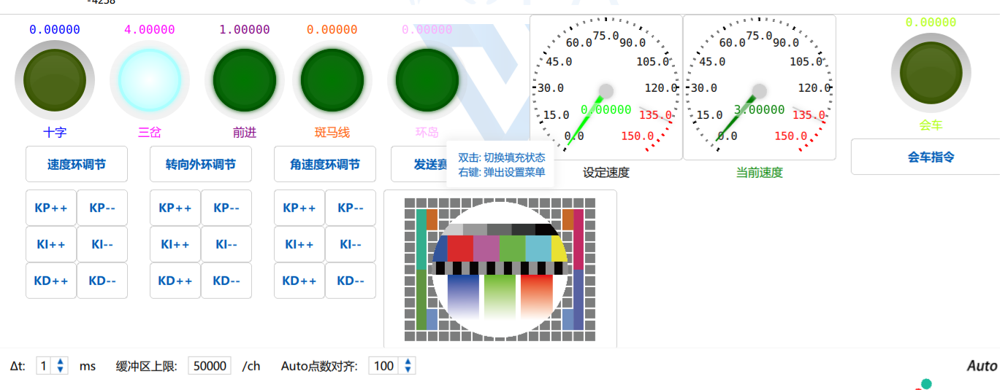 -4258
0.00000
4.00000
1.00000
0.00000
0.00000
十字
三岔
前进
斑马线
环岛
75.0
60.0
90.0
45.0
105.0
30.0
120.0
0.00000
15.0
135.0
0.0
150.0
设定速度
75.0
60.0
90.0
45.0
105.0
30.0
120.0
3.00000
15.0
135.0
0.0
150.0
当前速度
0.00000
会车
会车指令
速度环调节
转向外环调节
角速度环调节
发送赛
双击: 切换填充状态
右键: 弹出设置菜单
KP++ KP-- KP++ KP-- KP++ KP--
KI++ KI-- KI++ KI-- KI++ KI--
KD++ KD-- KD++ KD-- KD++ KD--
Δt: 1 ms 缓冲区上限: 50000 /ch Auto点数对齐: 100 Auto